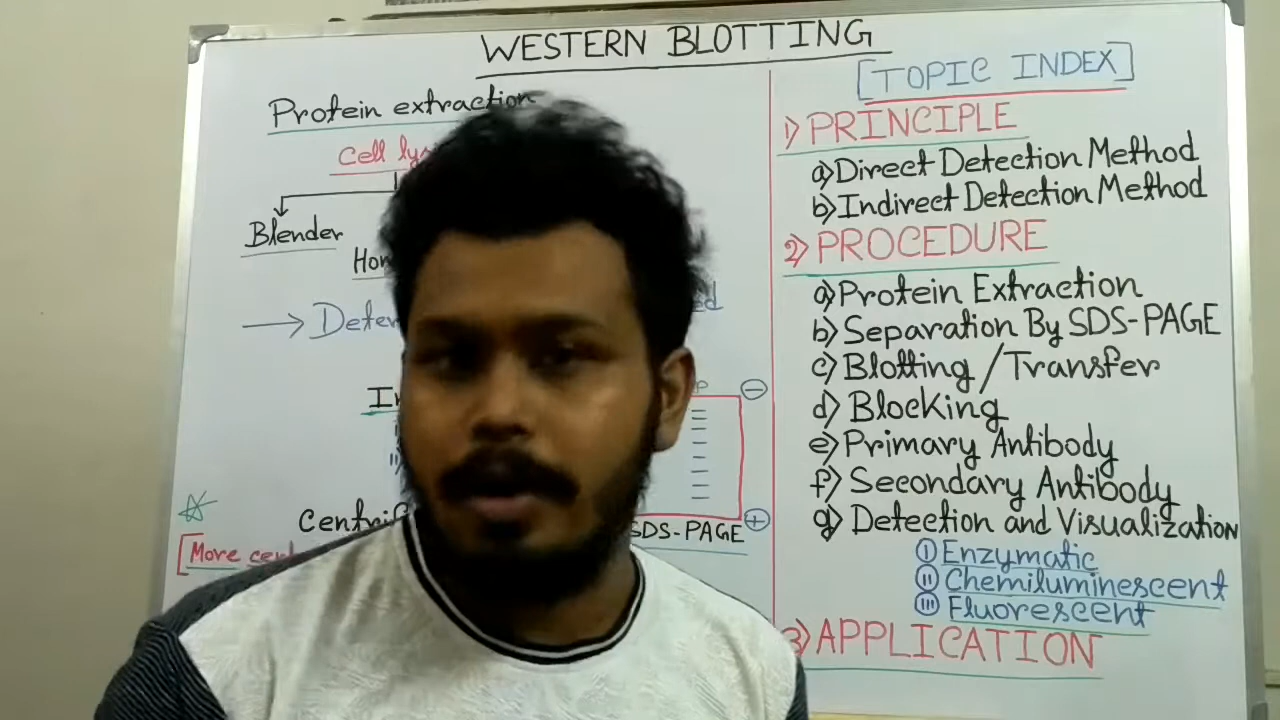 WESTERN BLOTTING
Protein extraction
Cell
Blender
SDS-PAGE
[More
[TOPIC INDEX]
1) PRINCIPLE
a) Direct Detection Method
b) Indirect Detection Method
2) PROCEDURE
a) Protein Extraction
b) Separation By SDS-PAGE
c) Blotting / Transfer
d) Blocking
e) Primary Antibody
f) Secondary Antibody
g) Detection and Visualization
(I) Enzymatic
(II) Chemiluminescent
(III) Fluorescent
3) APPLICATION